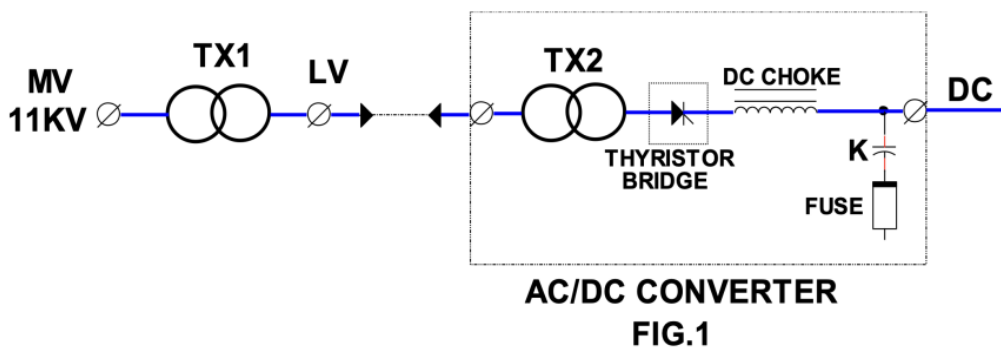 TX1
TX2
MV
11KV
LV
DC CHOKE
DC
THYRISTOR
BRIDGE
K
FUSE
AC/DC CONVERTER
FIG.1